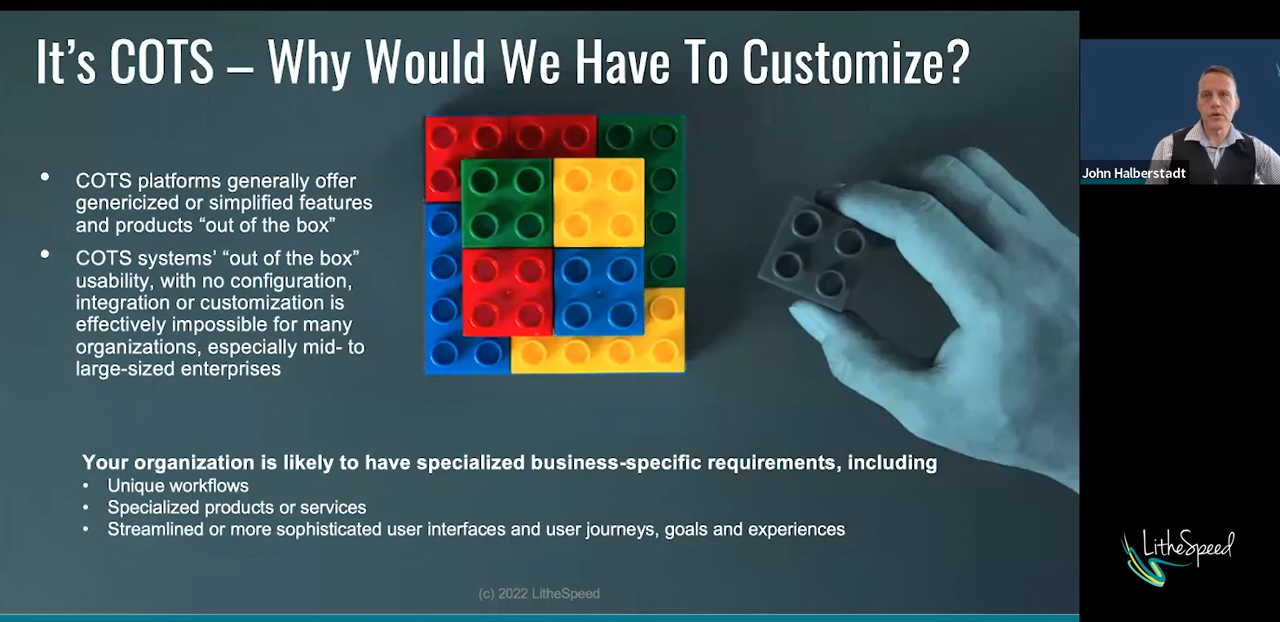 It's COTS – Why Would We Have To Customize?
• COTS platforms generally offer
genericized or simplified features
and products “out of the box”
• COTS systems’ “out of the box”
usability, with no configuration,
integration or customization is
effectively impossible for many
organizations, especially mid- to
large-sized enterprises
Your organization is likely to have specialized business-specific requirements, including
• Unique workflows
• Specialized products or services
• Streamlined or more sophisticated user interfaces and user journeys, goals and experiences
(c) 2022 LitheSpeed
John Halberstadt
LitheSpeed